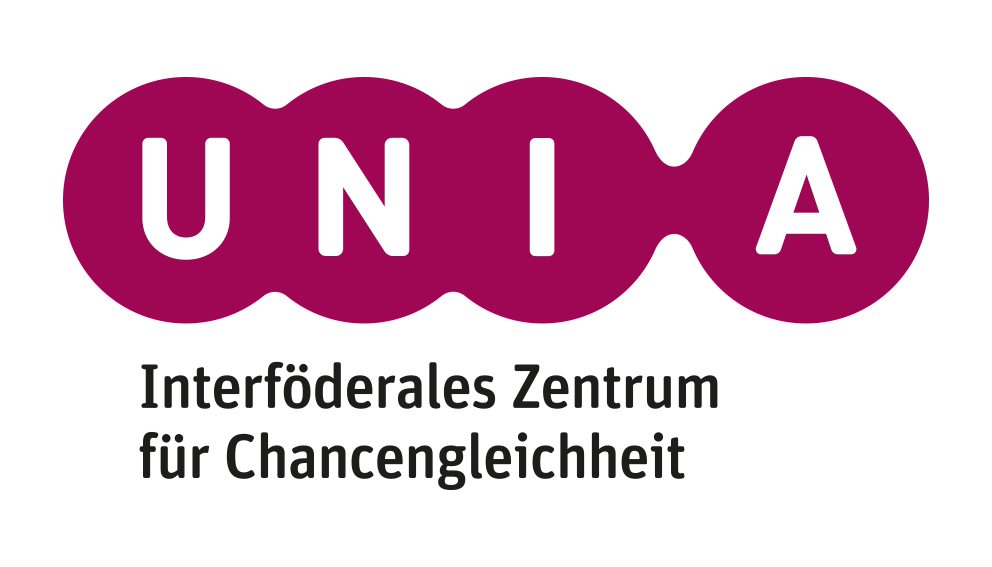 UNIA
Interföderales Zentrum
für Chancengleichheit